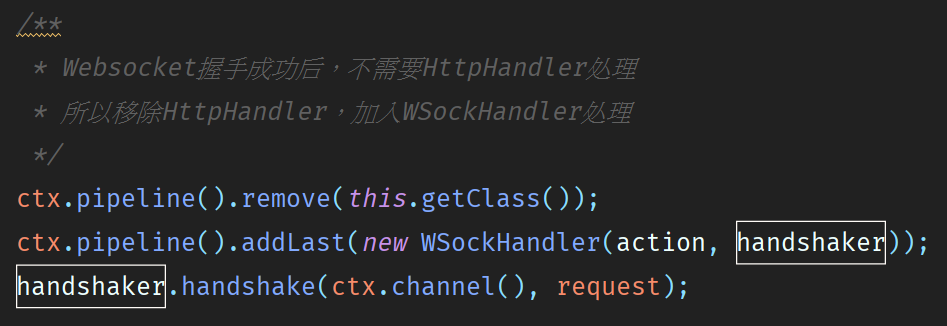 /**
 * Websocket握手成功后，不需要HttpHandler处理
 * 所以移除HttpHandler，加入WSockHandler处理
 */
ctx.pipeline().remove(this.getClass());
ctx.pipeline().addLast(new WSockHandler(action, handshaker));
handshaker.handshake(ctx.channel(), request);